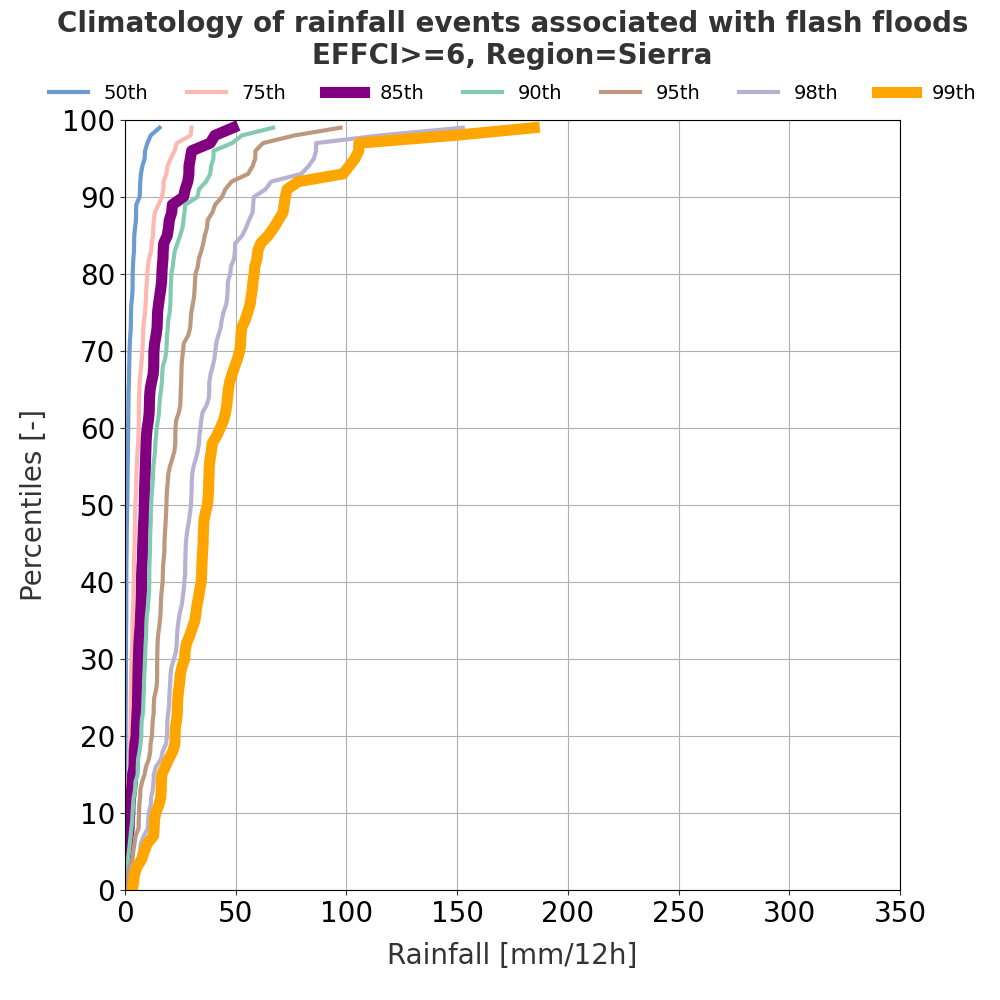 Climatology of rainfall events associated with flash floods
EFFCI>=6, Region=Sierra
50th 75th 85th 90th 95th 98th 99th
100
90
80
70
60
50
40
30
20
10
0
Percentiles [-]
0 50 100 150 200 250 300 350
Rainfall [mm/12h]